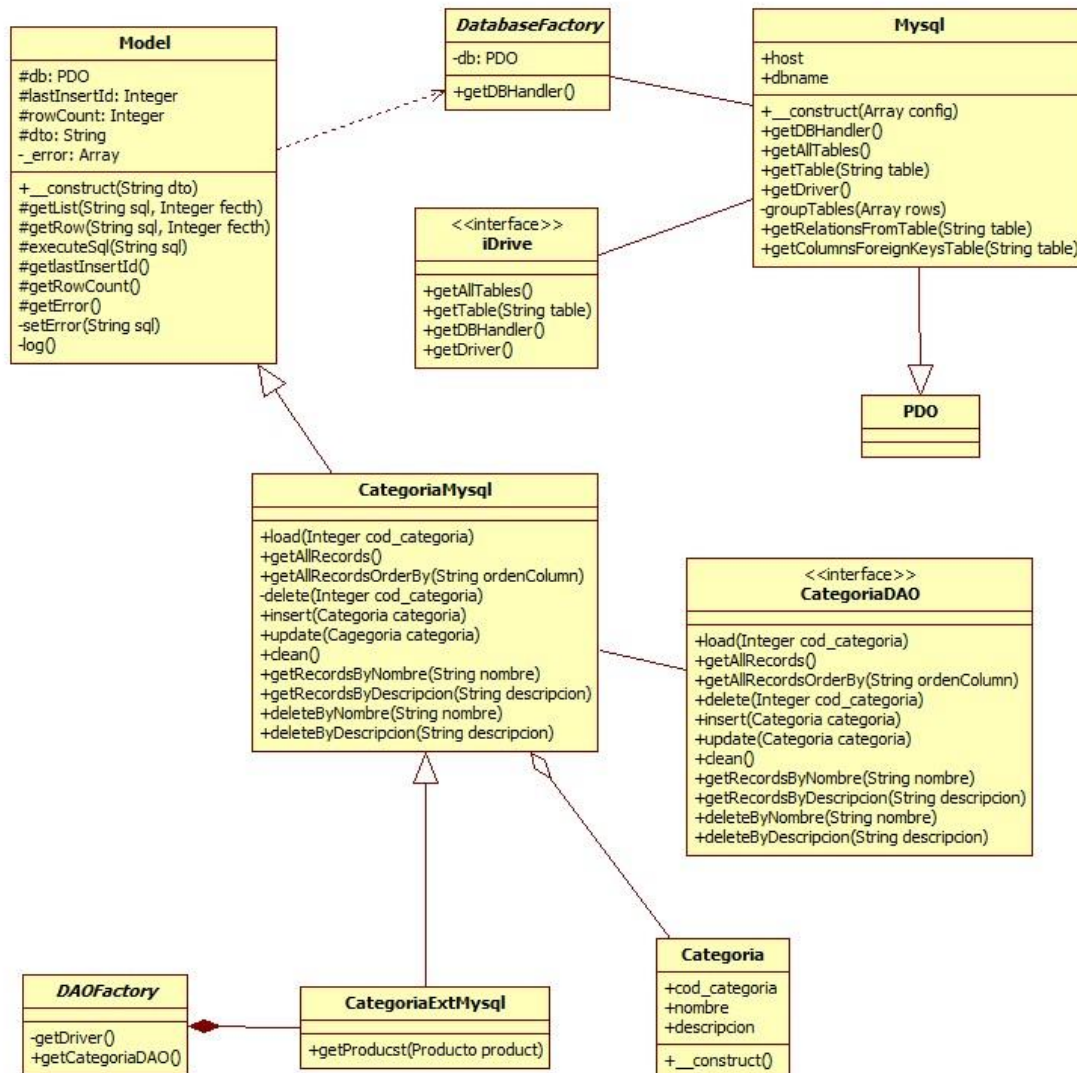 Model
#db: PDO
#lastInsertId: Integer
#rowCount: Integer
#dto: String
-_error: Array
+__construct(String dto)
#getList(String sql, Integer fecth)
#getRow(String sql, Integer fecth)
#executeSql(String sql)
#getlastInsertId()
#getRowCount()
#getError()
-setError(String sql)
-log()
DatabaseFactory
-db: PDO
+getDBHandler()
Mysql
+host
+dbname
+__construct(Array config)
+getDBHandler()
+getAllTables()
+getTable(String table)
+getDriver()
-groupTables(Array rows)
+getRelationsFromTable(String table)
+getColumnsForeignKeysTable(String table)
<<interface>>
iDrive
+getAllTables()
+getTable(String table)
+getDBHandler()
+getDriver()
PDO
CategoriaMysql
+load(Integer cod_categoria)
+getAllRecords()
+getAllRecordsOrderBy(String ordenColumn)
-delete(Integer cod_categoria)
+insert(Categoria categoria)
+update(Cagegoria categoria)
+clean()
+getRecordsByNombre(String nombre)
+getRecordsByDescripcion(String descripcion)
+deleteByNombre(String nombre)
+deleteByDescripcion(String descripcion)
<<interface>>
CategoriaDAO
+load(Integer cod_categoria)
+getAllRecords()
+getAllRecordsOrderBy(String ordenColumn)
+delete(Integer cod_categoria)
+insert(Categoria categoria)
+update(Categoria categoria)
+clean()
+getRecordsByNombre(String nombre)
+getRecordsByDescripcion(String descripcion)
+deleteByNombre(String nombre)
+deleteByDescripcion(String descripcion)
DAOFactory
-getDriver()
+getCategoriaDAO()
CategoriaExtMysql
+getProducst(Producto product)
Categoria
+cod_categoria
+nombre
+descripcion
+__construct()